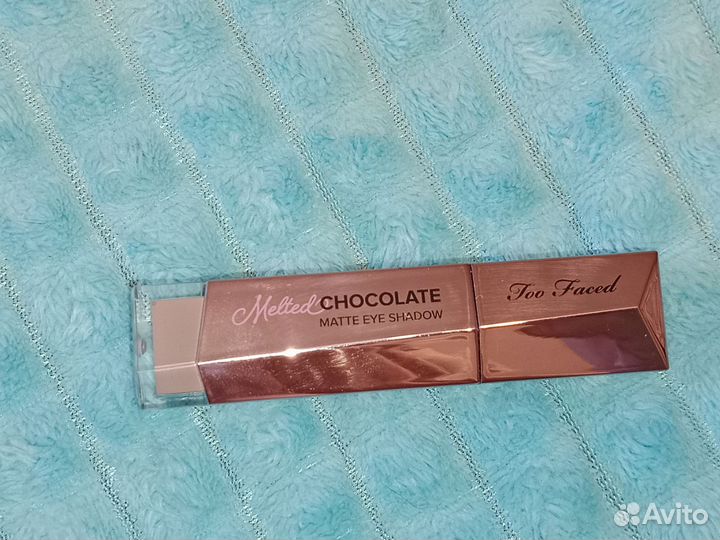 Melted CHOCOLATE
MATTE EYE SHADOW
Too Faced
Avito